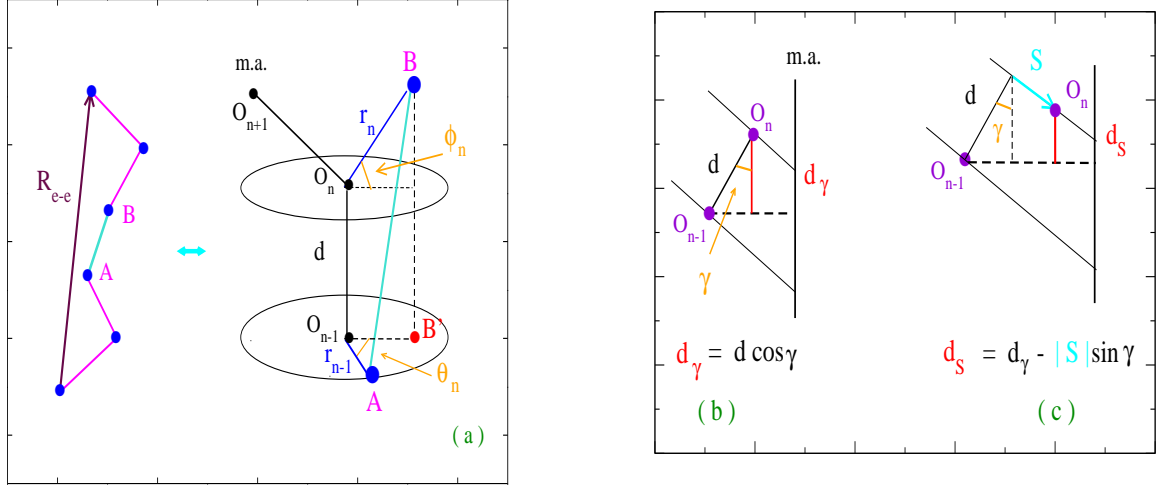 R_{e-e}
B
A
m.a.
O_{n+1}
B
r_n
ϕ_n
O_n
d
O_{n-1}
B'
r_{n-1}
θ_n
A
( a )
m.a.
O_n
d
d_γ
O_{n-1}
γ
d_γ = d cosγ
( b )
S
O_n
d
γ
d_S
O_{n-1}
d_S = d_γ - |S| sin γ
( c )